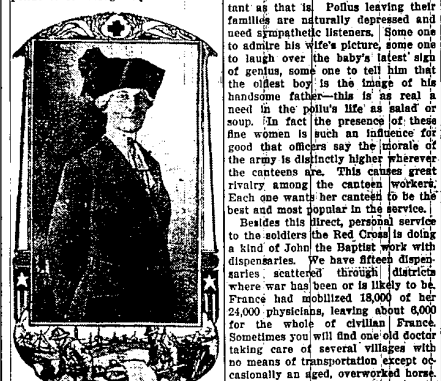 tant as that is. Poilus leaving their
families are naturally depressed and
need sympathetic listeners. Some one
to admire his wife's picture, some one
to laugh over the baby's latest sign
of genius, some one to tell him that
the oldest boy is the image of his
handsome father—this is as real a
need in the poilu's life as salad or
soup. In fact the presence of these
fine women is such an influence for
good that officers say the morale of
the army is distinctly higher wherever
the canteens are. This causes great
rivalry among the canteen workers.
Each one wants her canteen to be the
best and most popular in the service.
Besides this direct, personal service
to the soldiers the Red Cross is doing
a kind of John the Baptist work with
dispensaries. We have fifteen dispen-
saries scattered through districts
where war has been or is likely to be.
France had mobilized 18,000 of her
24,000 physicians, leaving about 6,000
for the whole of civilian France.
Sometimes you will find one old doctor
taking care of several villages with
no means of transportation except oc-
casionally an aged, overworked horse.